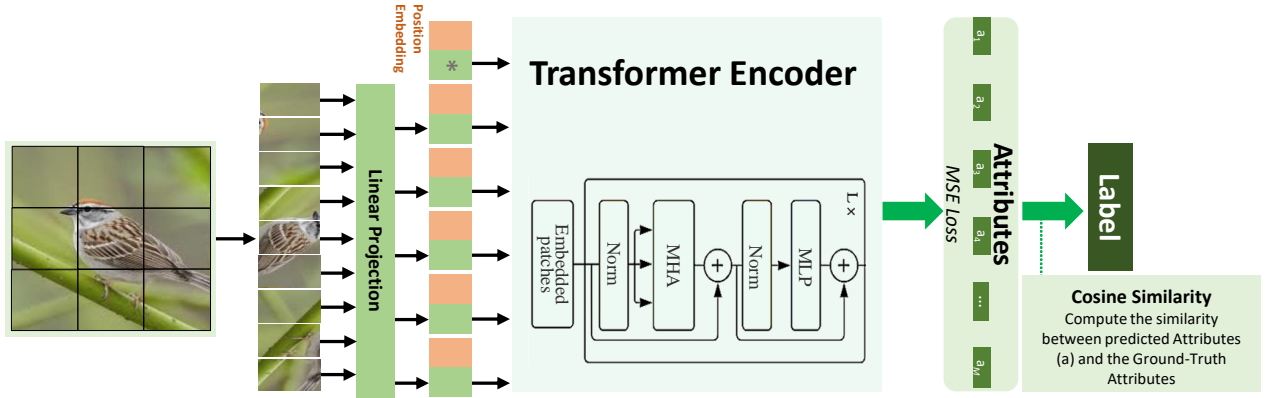 Position
Embedding
*
Linear Projection
Transformer Encoder
Embedded
patches
Norm
MHA
+
Norm
MLP
+
L ×
MSE Loss
a1
a2
a3
a4
...
aM
Attributes
Label
Cosine Similarity
Compute the similarity
between predicted Attributes
(a) and the Ground-Truth
Attributes